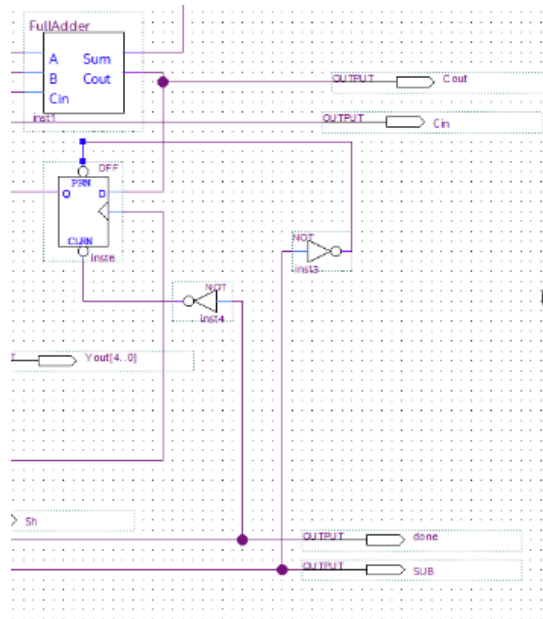 FullAdder
A Sum
B Cout
Cin
inst1
OUTPUT Cout
OUTPUT Cin
DFF
PRN
Q D
CLRN
inst6
NOT
inst3
NOT
inst4
T Yout[4..0]
Sh
OUTPUT done
OUTPUT SUB